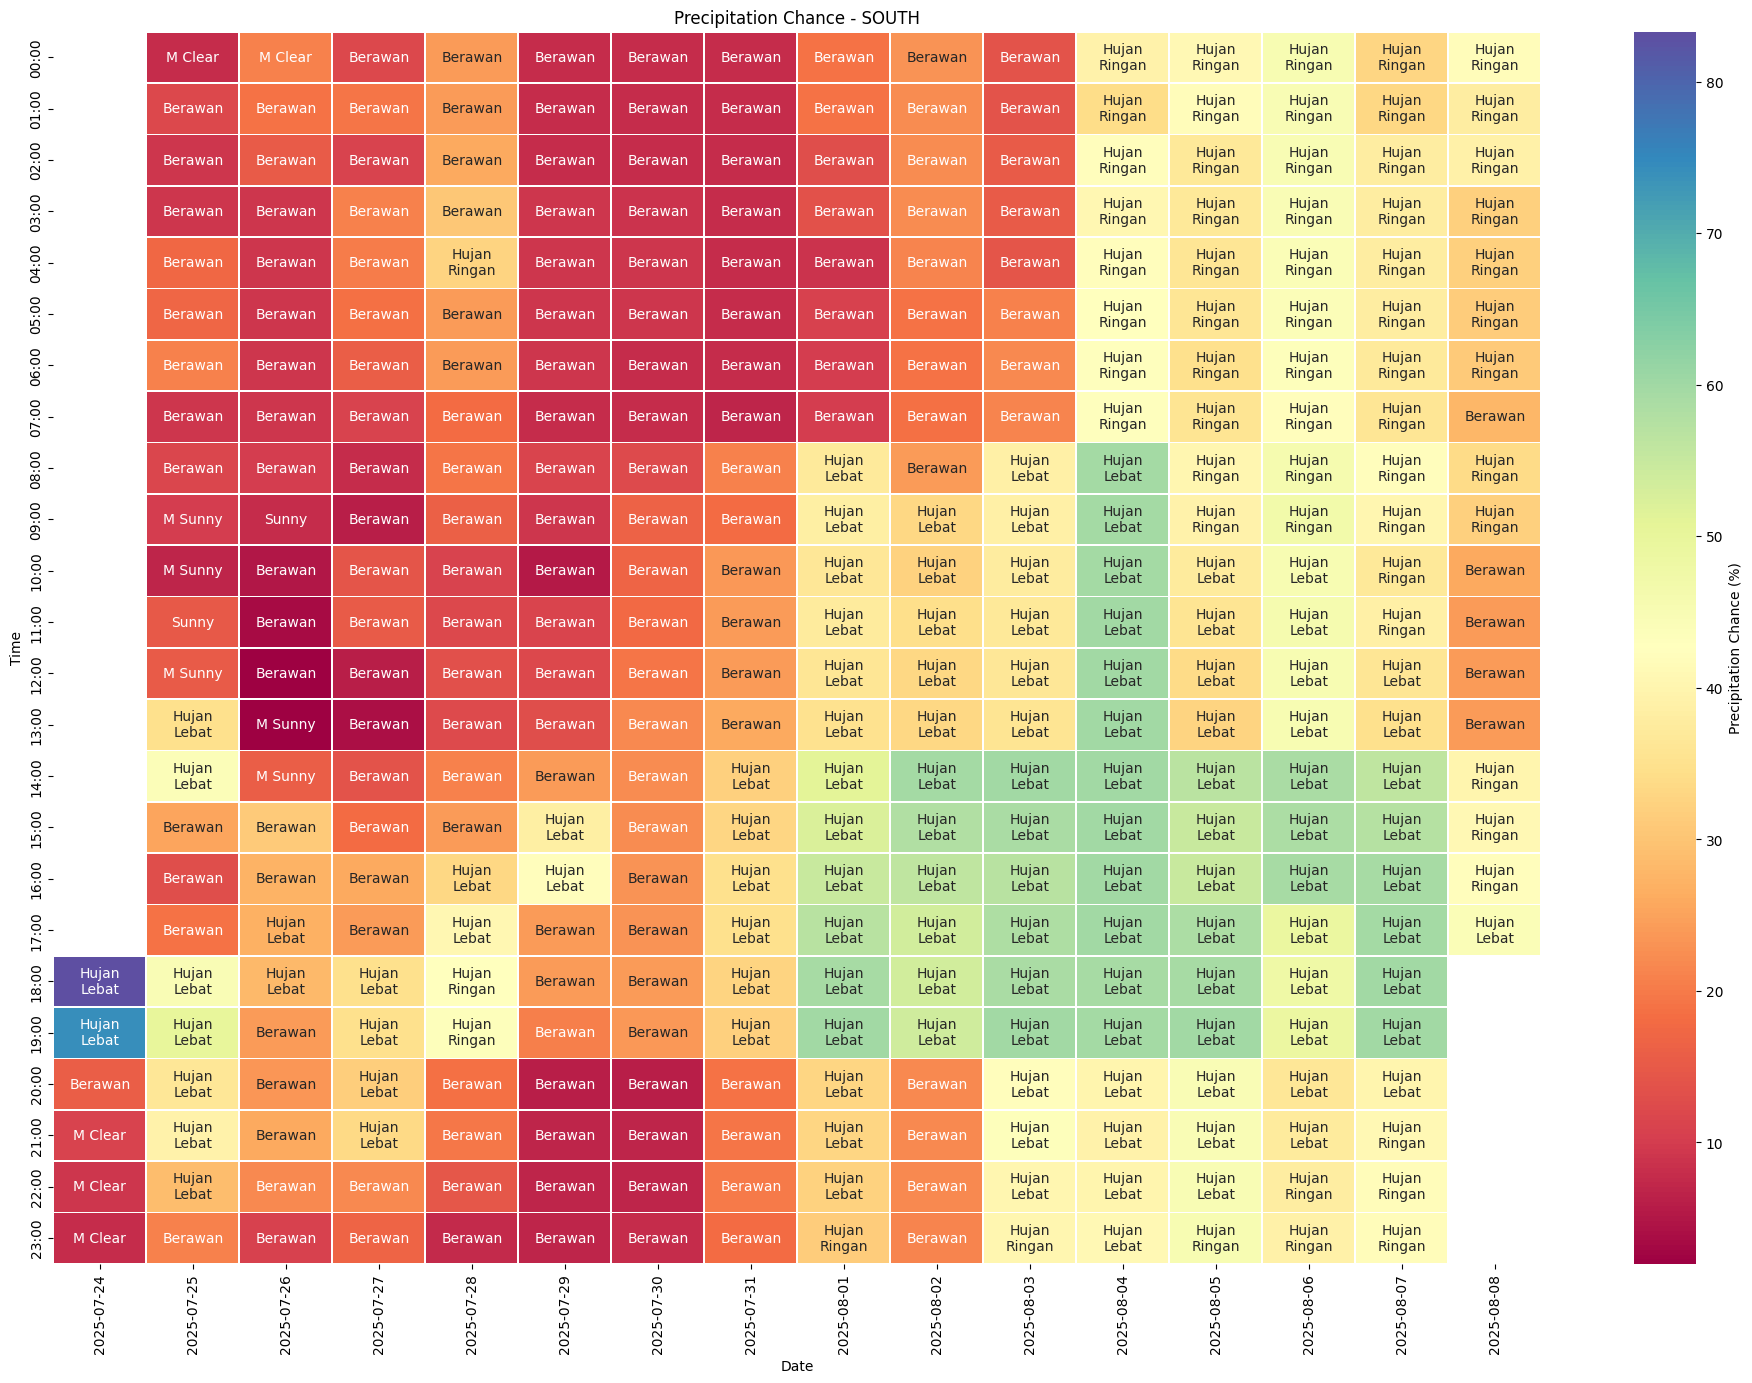 Precipitation Chance - SOUTH
00:00
M Clear M Clear Berawan Berawan Berawan Berawan Berawan Berawan Berawan Berawan Hujan Hujan Hujan Hujan Hujan
Ringan Ringan Ringan Ringan Ringan
01:00
Berawan Berawan Berawan Berawan Berawan Berawan Berawan Berawan Berawan Berawan Hujan Hujan Hujan Hujan Hujan
Ringan Ringan Ringan Ringan Ringan
02:00
Berawan Berawan Berawan Berawan Berawan Berawan Berawan Berawan Berawan Berawan Hujan Hujan Hujan Hujan Hujan
Ringan Ringan Ringan Ringan Ringan
03:00
Berawan Berawan Berawan Berawan Berawan Berawan Berawan Berawan Berawan Berawan Hujan Hujan Hujan Hujan Hujan
Ringan Ringan Ringan Ringan Ringan
04:00
Berawan Berawan Berawan Hujan Berawan Berawan Berawan Berawan Berawan Berawan Hujan Hujan Hujan Hujan Hujan
Ringan Ringan Ringan Ringan Ringan Ringan
05:00
Berawan Berawan Berawan Berawan Berawan Berawan Berawan Berawan Berawan Berawan Hujan Hujan Hujan Hujan Hujan
Ringan Ringan Ringan Ringan Ringan
06:00
Berawan Berawan Berawan Berawan Berawan Berawan Berawan Berawan Berawan Berawan Hujan Hujan Hujan Hujan Hujan
Ringan Ringan Ringan Ringan Ringan
07:00
Berawan Berawan Berawan Berawan Berawan Berawan Berawan Berawan Berawan Berawan Hujan Hujan Hujan Hujan Berawan
Ringan Ringan Ringan Ringan
08:00
Berawan Berawan Berawan Berawan Berawan Berawan Berawan Hujan Berawan Hujan Hujan Hujan Hujan Hujan Hujan
Lebat Lebat Lebat Ringan Ringan Ringan Ringan
09:00
M Sunny Sunny Berawan Berawan Berawan Berawan Berawan Hujan Hujan Hujan Hujan Hujan Hujan Hujan Hujan
Lebat Lebat Lebat Lebat Ringan Ringan Ringan Ringan
10:00
M Sunny Berawan Berawan Berawan Berawan Berawan Berawan Hujan Hujan Hujan Hujan Hujan Hujan Hujan Berawan
Lebat Lebat Lebat Lebat Lebat Lebat Ringan
11:00
Sunny Berawan Berawan Berawan Berawan Berawan Berawan Hujan Hujan Hujan Hujan Hujan Hujan Hujan Berawan
Lebat Lebat Lebat Lebat Lebat Lebat Ringan
12:00
M Sunny Berawan Berawan Berawan Berawan Berawan Berawan Hujan Hujan Hujan Hujan Hujan Hujan Hujan Berawan
Lebat Lebat Lebat Lebat Lebat Lebat Lebat
13:00
Hujan M Sunny Berawan Berawan Berawan Berawan Berawan Hujan Hujan Hujan Hujan Hujan Hujan Hujan Berawan
Lebat Lebat Lebat Lebat Lebat Lebat Lebat Lebat
14:00
Hujan M Sunny Berawan Berawan Berawan Berawan Hujan Hujan Hujan Hujan Hujan Hujan Hujan Hujan Hujan
Lebat Lebat Lebat Lebat Lebat Lebat Lebat Lebat Lebat Ringan
15:00
Berawan Berawan Berawan Berawan Hujan Berawan Hujan Hujan Hujan Hujan Hujan Hujan Hujan Hujan Hujan
Lebat Lebat Lebat Lebat Lebat Lebat Lebat Lebat Lebat Ringan
16:00
Berawan Berawan Berawan Hujan Hujan Berawan Hujan Hujan Hujan Hujan Hujan Hujan Hujan Hujan Hujan
Lebat Lebat Lebat Lebat Lebat Lebat Lebat Lebat Lebat Lebat Ringan
17:00
Berawan Hujan Berawan Hujan Berawan Berawan Hujan Hujan Hujan Hujan Hujan Hujan Hujan Hujan Hujan
Lebat Lebat Lebat Lebat Lebat Lebat Lebat Lebat Lebat Lebat Lebat
18:00
Hujan Hujan Hujan Hujan Hujan Berawan Berawan Hujan Hujan Hujan Hujan Hujan Hujan Hujan Hujan
Lebat Lebat Lebat Lebat Ringan Lebat Lebat Lebat Lebat Lebat Lebat Lebat Lebat
19:00
Hujan Hujan Berawan Hujan Hujan Berawan Berawan Hujan Hujan Hujan Hujan Hujan Hujan Hujan Hujan
Lebat Lebat Lebat Ringan Lebat Lebat Lebat Lebat Lebat Lebat Lebat Lebat
20:00
Berawan Hujan Berawan Hujan Berawan Berawan Berawan Berawan Hujan Berawan Hujan Hujan Hujan Hujan Hujan
Lebat Lebat Lebat Lebat Lebat Lebat Lebat Lebat
21:00
M Clear Hujan Berawan Hujan Berawan Berawan Berawan Berawan Hujan Berawan Hujan Hujan Hujan Hujan Hujan
Lebat Lebat Lebat Lebat Lebat Lebat Lebat Ringan
22:00
M Clear Hujan Berawan Berawan Berawan Berawan Berawan Berawan Hujan Berawan Hujan Hujan Hujan Hujan Hujan
Lebat Lebat Lebat Lebat Lebat Ringan Ringan
23:00
M Clear Berawan Berawan Berawan Berawan Berawan Berawan Berawan Hujan Berawan Hujan Hujan Hujan Hujan Hujan
Ringan Ringan Lebat Ringan Ringan Ringan
Time
2025-07-24
2025-07-25
2025-07-26
2025-07-27
2025-07-28
2025-07-29
2025-07-30
2025-07-31
2025-08-01
2025-08-02
2025-08-03
2025-08-04
2025-08-05
2025-08-06
2025-08-07
2025-08-08
Date
80
70
60
50
40
30
20
10
Precipitation Chance (%)